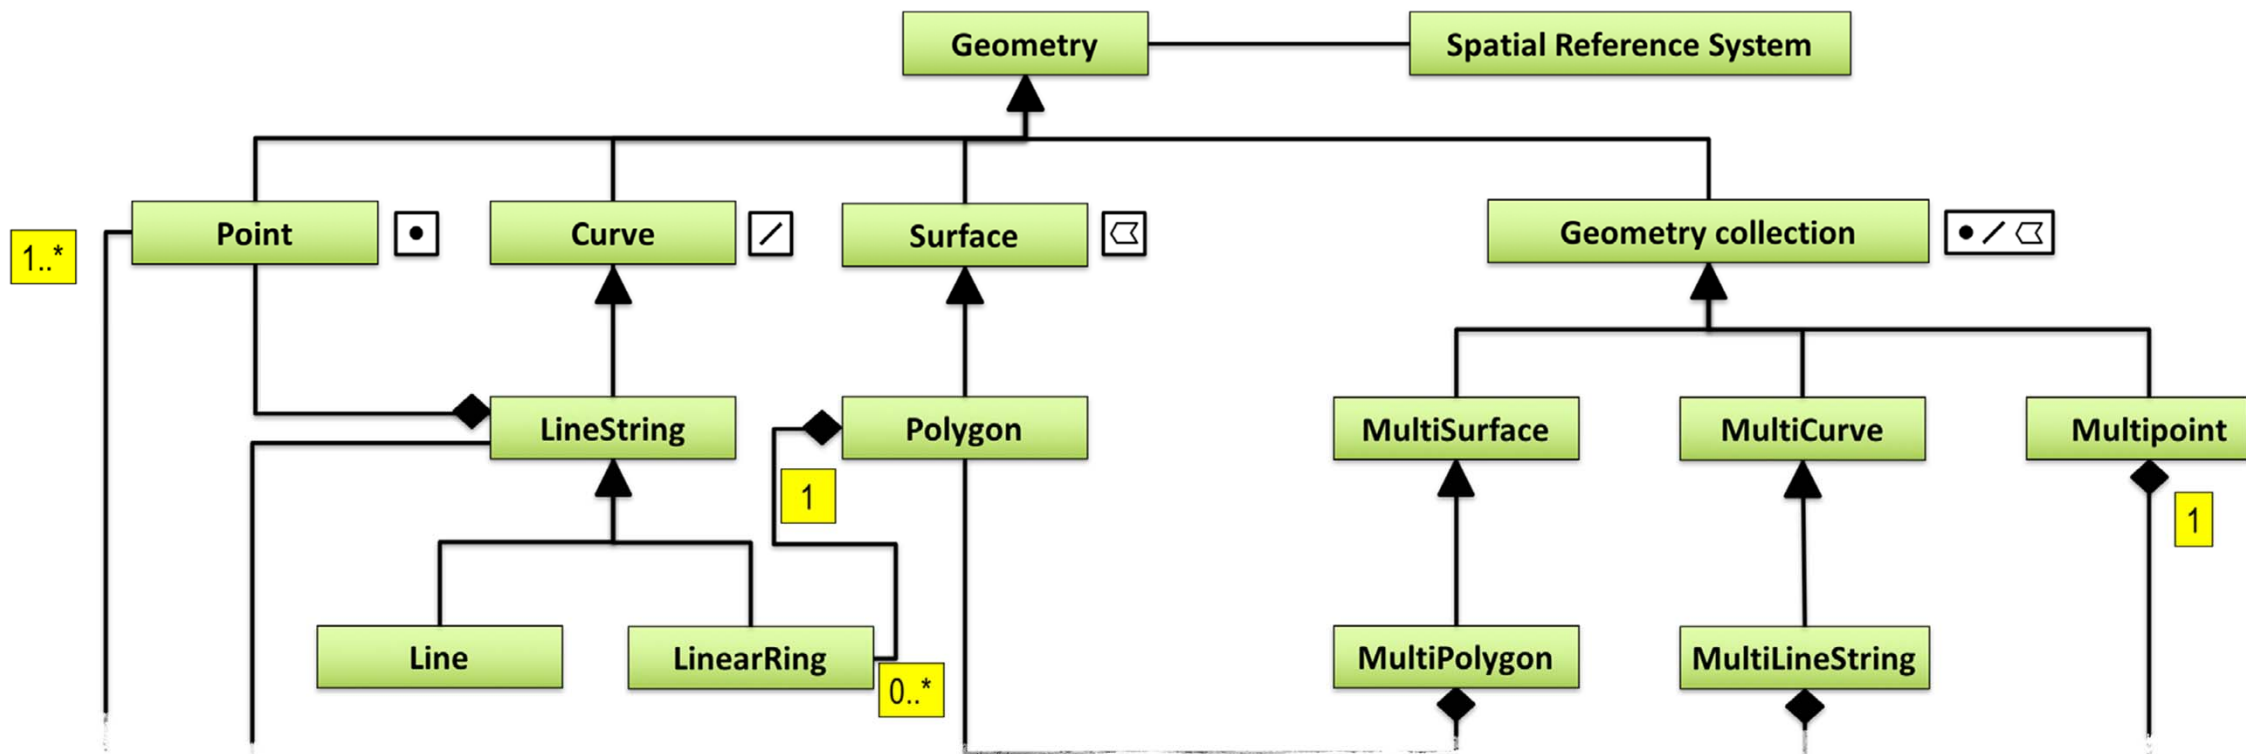 Geometry
Spatial Reference System
1..*
Point
Curve
Surface
Geometry collection
LineString
Polygon
MultiSurface
MultiCurve
Multipoint
1
1
Line
LinearRing
0..*
MultiPolygon
MultiLineString